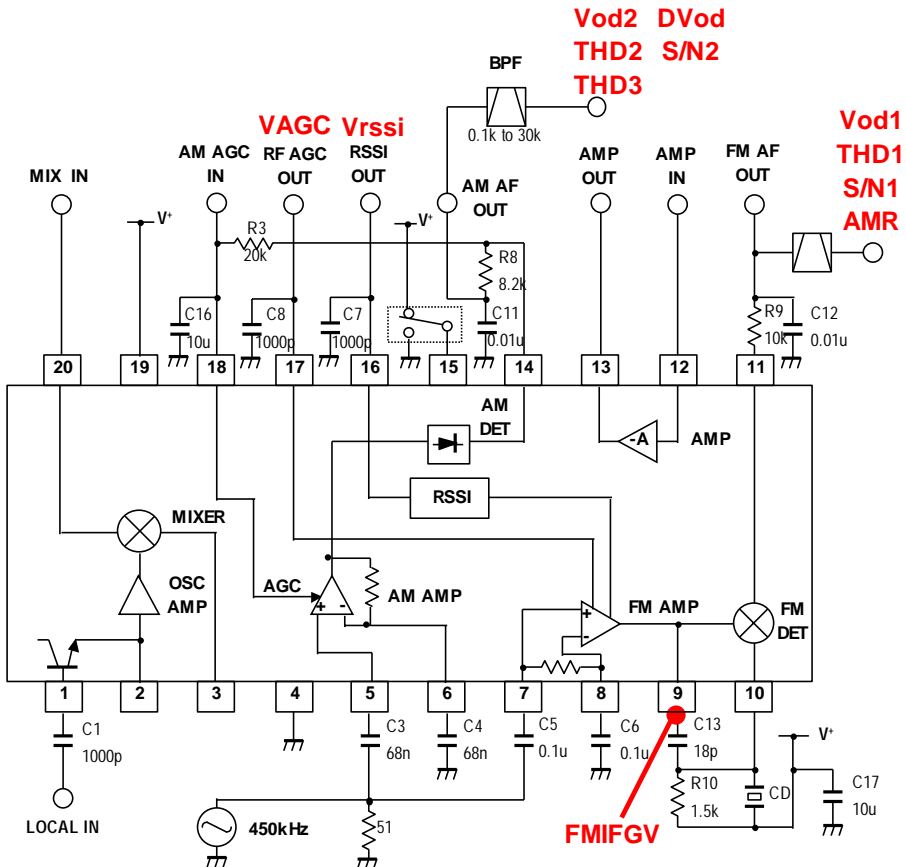 Vod2 DVod
THD2 S/N2
THD3
BPF
0.1k to 30k
Vod1
THD1
S/N1
AMR
VAGC Vrssi
MIX IN
AM AGC
IN
RF AGC
OUT
RSSI
OUT
AM AF
OUT
AMP
OUT
AMP
IN
FM AF
OUT
V+
R3
20k
V+
R8
8.2k
C16
10u
C8
1000p
C7
1000p
C11
0.01u
R9
10k
C12
0.01u
20
19
18
17
16
15
14
13
12
11
AM
DET
-A
AMP
RSSI
MIXER
OSC
AMP
AGC
+ -
AM AMP
+
-
FM AMP
FM
DET
1
2
3
4
5
6
7
8
9
10
C1
1000p
C3
68n
C4
68n
C5
0.1u
C6
0.1u
C13
18p
V+
R10
1.5k
CD
C17
10u
LOCAL IN
450kHz
51
FMIFGV